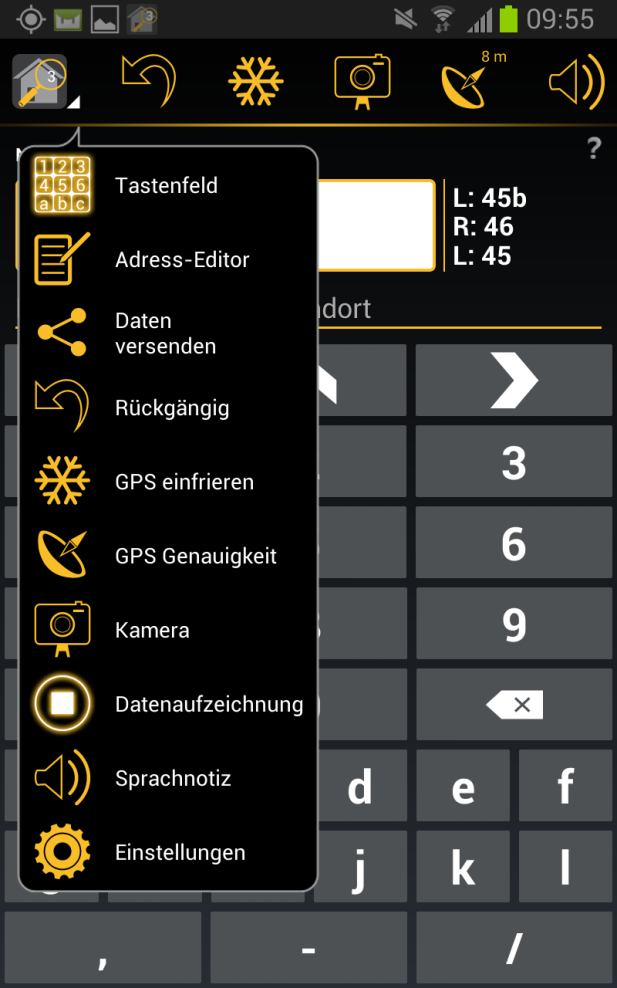 09:55
3
8 m
?
L: 45b
R: 46
L: 45
dort
1 2 3
4 5 6
a b c
Tastenfeld
Adress-Editor
Daten
versenden
Rückgängig
GPS einfrieren
GPS Genauigkeit
Kamera
Datenaufzeichnung
Sprachnotiz
Einstellungen
3
6
9
d e f
j k l
, - /